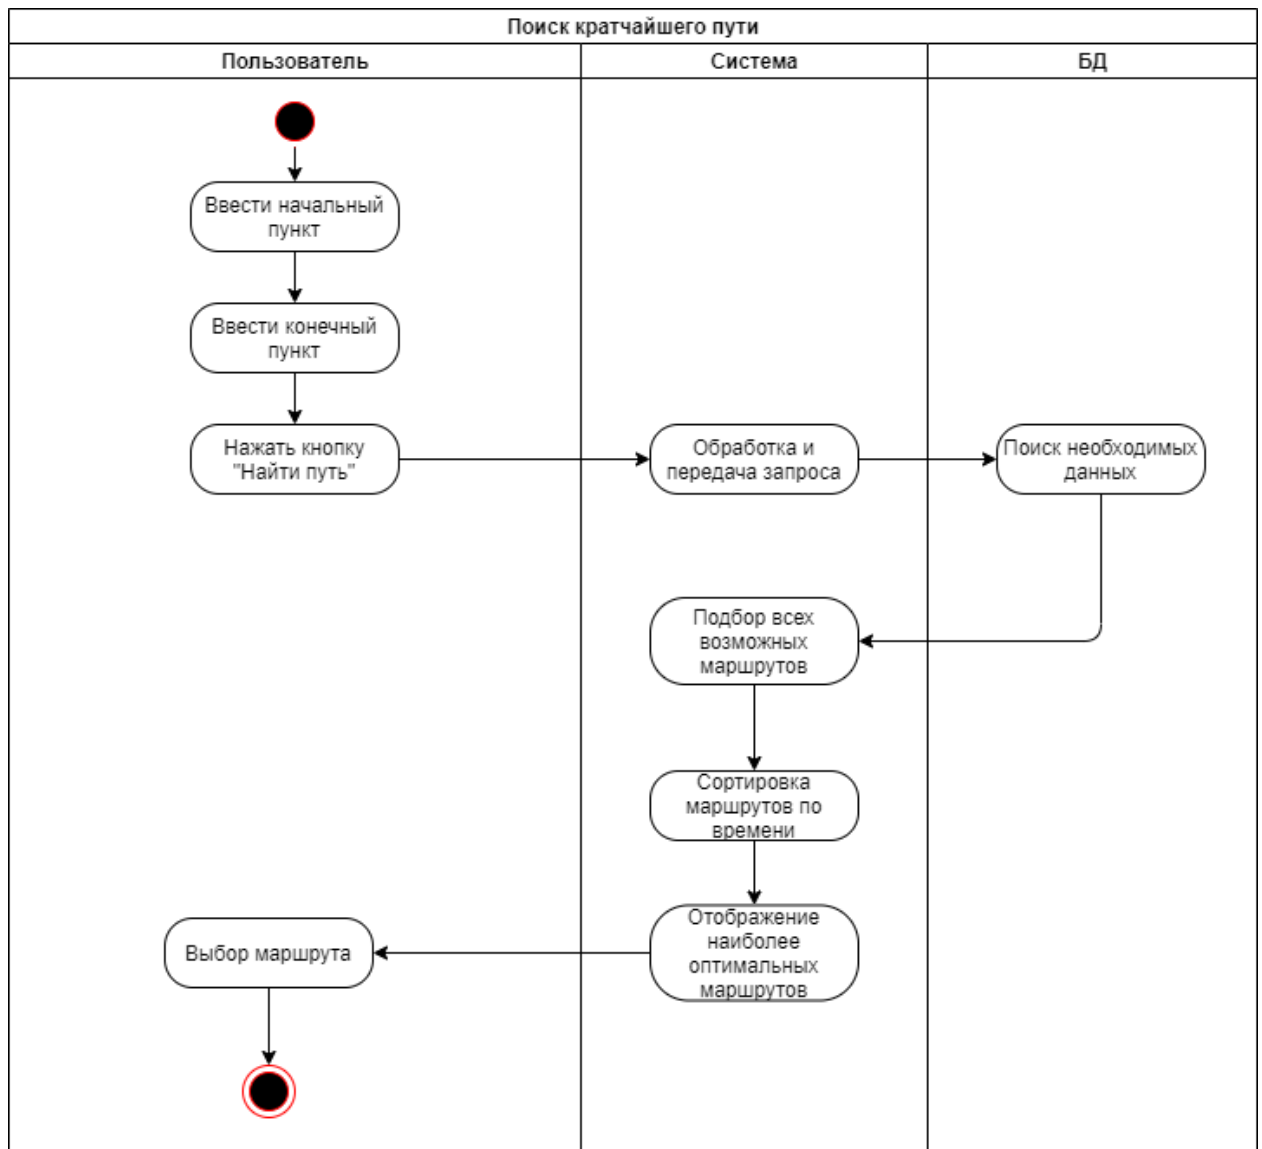 Поиск кратчайшего пути
Пользователь
Система
БД
Ввести начальный
пункт
Ввести конечный
пункт
Нажать кнопку
"Найти путь"
Обработка и
передача запроса
Поиск необходимых
данных
Подбор всех
возможных
маршрутов
Сортировка
маршрутов по
времени
Отображение
наиболее
оптимальных
маршрутов
Выбор маршрута